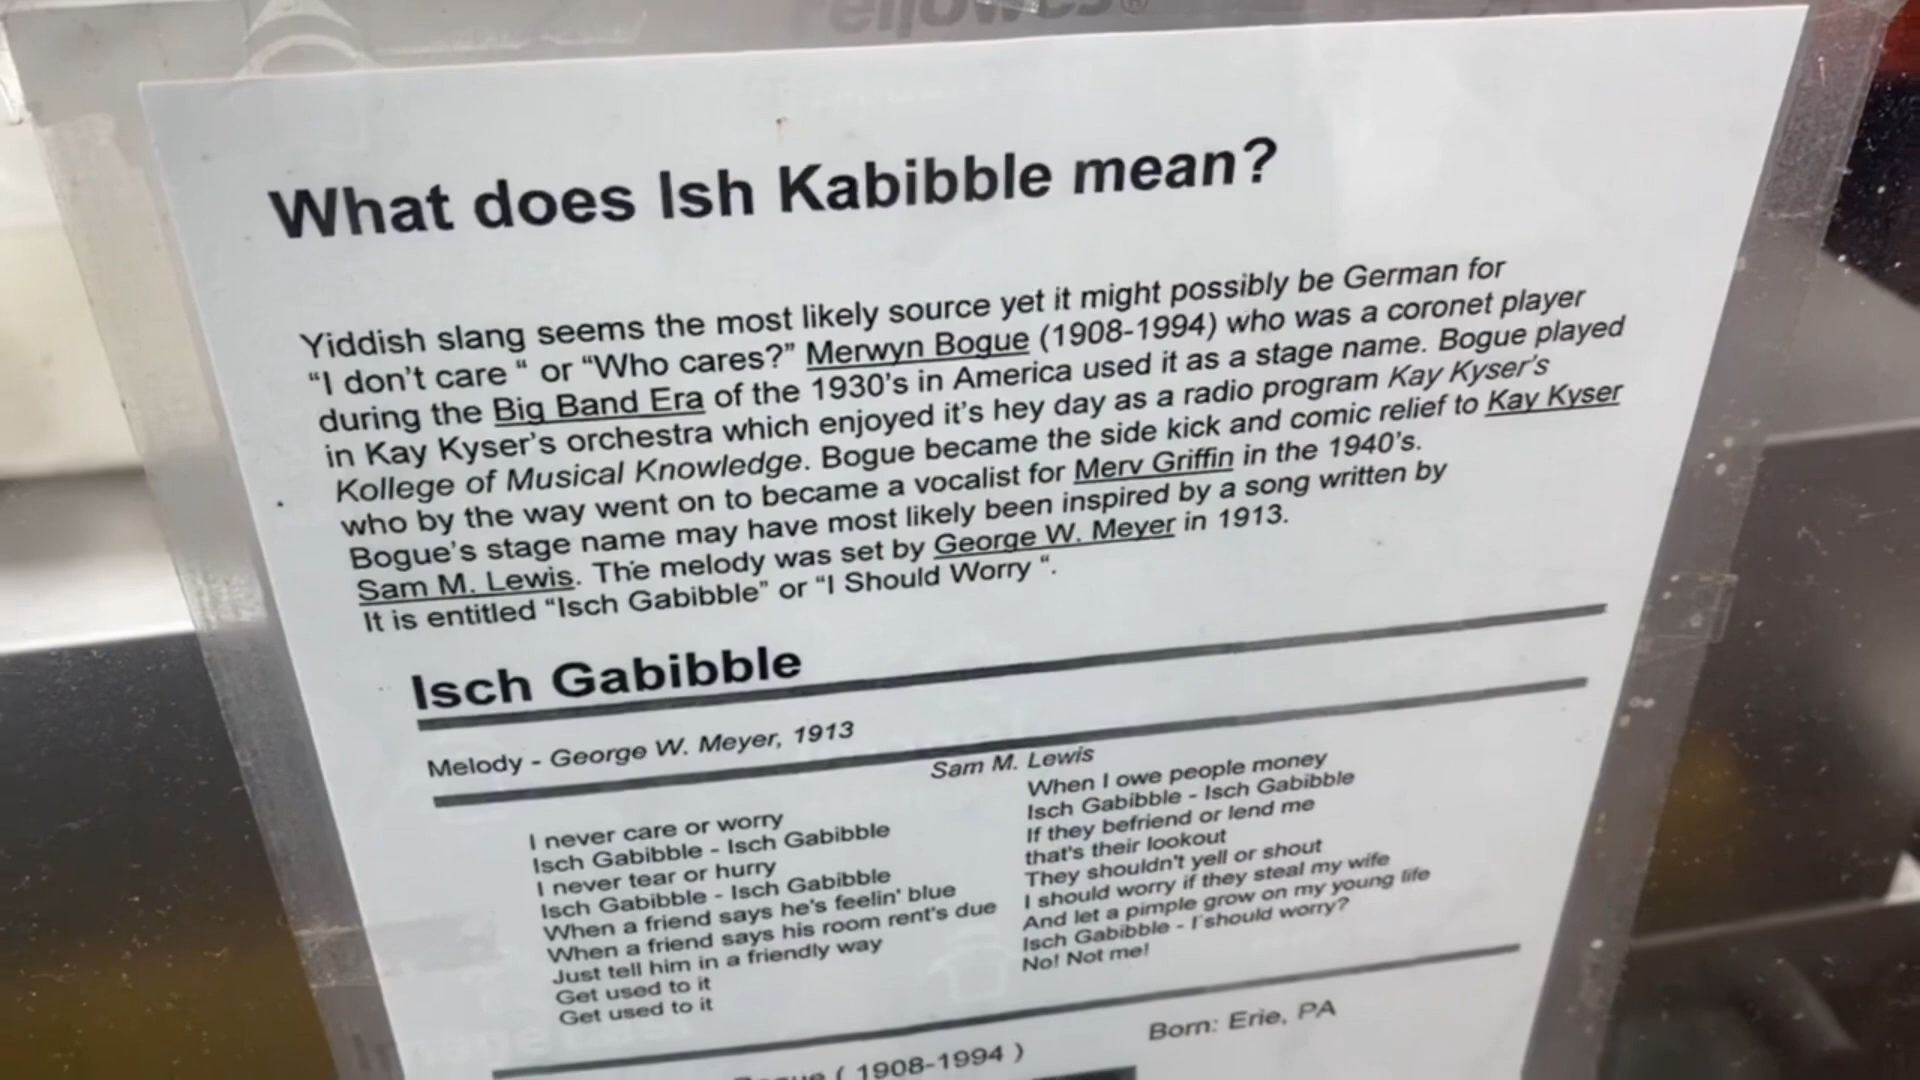 Fellowes®
What does Ish Kabibble mean?
Yiddish slang seems the most likely source yet it might possibly be German for
“I don’t care “ or “Who cares?” Merwyn Bogue (1908-1994) who was a coronet player
during the Big Band Era of the 1930’s in America used it as a stage name. Bogue played
in Kay Kyser’s orchestra which enjoyed it’s hey day as a radio program Kay Kyser’s
Kollege of Musical Knowledge. Bogue became the side kick and comic relief to Kay Kyser
who by the way went on to became a vocalist for Merv Griffin in the 1940’s.
Bogue’s stage name may have most likely been inspired by a song written by
Sam M. Lewis. The melody was set by George W. Meyer in 1913.
It is entitled “Isch Gabibble” or “I Should Worry “.
Isch Gabibble
Melody - George W. Meyer, 1913
Sam M. Lewis
I never care or worry
Isch Gabibble - Isch Gabibble
I never tear or hurry
Isch Gabibble - Isch Gabibble
When a friend says he's feelin' blue
When a friend says his room rent's due
Just tell him in a friendly way
Get used to it
Get used to it
When I owe people money
Isch Gabibble - Isch Gabibble
If they befriend or lend me
that's their lookout
They shouldn't yell or shout
I should worry if they steal my wife
And let a pimple grow on my young life
Isch Gabibble - I should worry?
No! Not me!
( 1908-1994 )
Born: Erie, PA